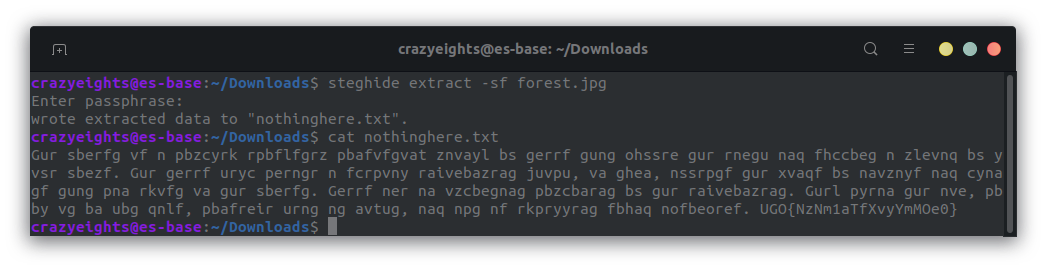 crazyeights@es-base: ~/Downloads
crazyeights@es-base:~/Downloads$ steghide extract -sf forest.jpg
Enter passphrase:
wrote extracted data to "nothinghere.txt".
crazyeights@es-base:~/Downloads$ cat nothinghere.txt
Gur sberfg vf n pbzcyrk rpbflfgrz pbafvfgvat znvayl bs gerrf gung ohssre gur rnegu naq fhccbeg n zlevnq bs y
vsr sbezf. Gur gerrf uryc perngr n fcrpvny raivebazrag juvpu, va ghea, nssrpgf gur xvaqf bs navznyf naq cyna
gf gung pna rkvfg va gur sberfg. Gerrf ner na vzcbegnag pbzcbarag bs gur raivebazrag. Gurl pyrna gur nve, pb
by vg ba ubg qnlf, pbafreir urng ng avtug, naq npg nf rkpryyrag fbhaq nofbeoref. UGO{NzNm1aTfXvyYmMOe0}
crazyeights@es-base:~/Downloads$